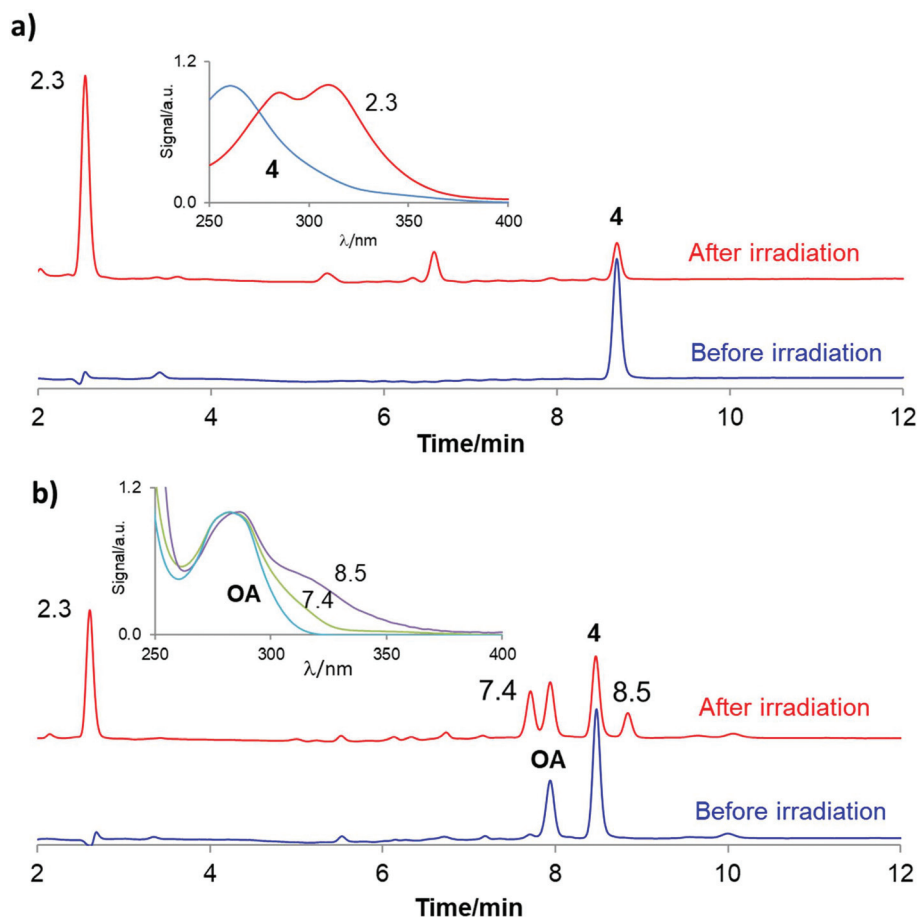 a)
1.2
Signal/a.u.
0.0
2.3
4
250 300 350 400
λ/nm
2.3
4
After irradiation
Before irradiation
2 4 6 8 10 12
Time/min
b)
1.2
Signal/a.u.
0.0
OA
7.4
8.5
250 300 350 400
λ/nm
2.3
7.4
4
8.5
After irradiation
OA
Before irradiation
2 4 6 8 10 12
Time/min